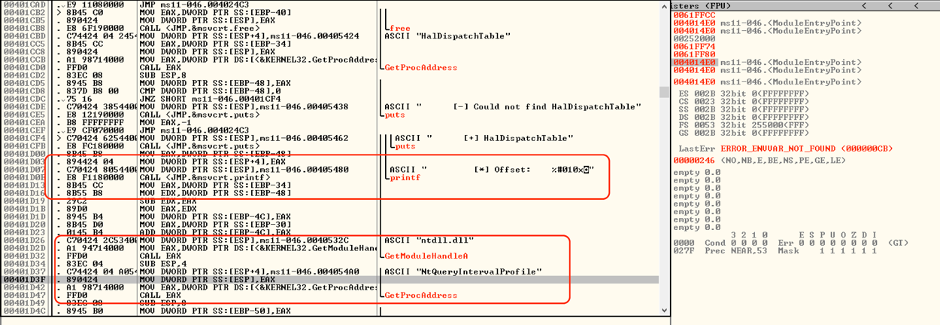 00401CAD . E9 11080000 JMP ms11-046.004024C3
00401CB2 > 8B45 C0 MOV EAX,DWORD PTR SS:[EBP-40]
00401CB5 . 890424 MOV DWORD PTR SS:[ESP],EAX
00401CB8 . E8 6F190000 CALL <JMP.&msvcrt.free> free
00401CBD . C74424 04 245 MOV DWORD PTR SS:[ESP+4],ms11-046.00405424 ASCII "HalDispatchTable"
00401CC5 . 8B45 CC MOV EAX,DWORD PTR SS:[EBP-34]
00401CC8 . 890424 MOV DWORD PTR SS:[ESP],EAX
00401CCB . A1 98714000 MOV EAX,DWORD PTR DS:[<&KERNEL32.GetProcAddre
00401CD0 . FFD0 CALL EAX GetProcAddress
00401CD2 . 83EC 08 SUB ESP,8
00401CD5 . 8945 B8 MOV DWORD PTR SS:[EBP-48],EAX
00401CD8 . 837D B8 00 CMP DWORD PTR SS:[EBP-48],0
00401CDC .75 16 JNZ SHORT ms11-046.00401CF4
00401CDE . C70424 3854400 MOV DWORD PTR SS:[ESP],ms11-046.00405438 ASCII " [-] Could not find HalDispatchTable"
00401CE5 . E8 12190000 CALL <JMP.&msvcrt.puts> puts
00401CEA . B8 FFFFFFFF MOV EAX,-1
00401CEF . E9 CF070000 JMP ms11-046.004024C3
00401CF4 > C70424 6254400 MOV DWORD PTR SS:[ESP],ms11-046.00405462 ASCII " [+] HalDispatchTable"
00401CFB . E8 FC180000 CALL <JMP.&msvcrt.puts> puts
00401D00 . 8B45 B8 MOV EAX,DWORD PTR SS:[EBP-48]
00401D03 . 894424 04 MOV DWORD PTR SS:[ESP+4],EAX
00401D07 . C70424 8054400 MOV DWORD PTR SS:[ESP],ms11-046.00405480 ASCII " [*] Offset: %#010x"
00401D0E . E8 F1180000 CALL <JMP.&msvcrt.printf> printf
00401D13 . 8B45 CC MOV EAX,DWORD PTR SS:[EBP-34]
00401D16 . 8B55 B8 MOV EDX,DWORD PTR SS:[EBP-48]
00401D19 . 29C2 SUB EDX,EAX
00401D1B . 89D0 MOV EAX,EDX
00401D1D . 8945 B4 MOV DWORD PTR SS:[EBP-4C],EAX
00401D20 . 8B45 D0 MOV EAX,DWORD PTR SS:[EBP-30]
00401D23 . 0145 B4 ADD DWORD PTR SS:[EBP-4C],EAX
00401D26 . C70424 2C53400 MOV DWORD PTR SS:[ESP],ms11-046.0040532C ASCII "ntdll.dll"
00401D2D . A1 94714000 MOV EAX,DWORD PTR DS:[<&KERNEL32.GetModuleHan
00401D32 . FFD0 CALL EAX GetModuleHandleA
00401D34 . 83EC 04 SUB ESP,4
00401D37 . C74424 04 A054 MOV DWORD PTR SS:[ESP+4],ms11-046.004054A0 ASCII "NtQueryIntervalProfile"
00401D3F . 890424 MOV DWORD PTR SS:[ESP],EAX
00401D42 . A1 98714000 MOV EAX,DWORD PTR DS:[<&KERNEL32.GetProcAddre
00401D47 . FFD0 CALL EAX GetProcAddress
00401D49 . 83EC 08 SUB ESP,8
00401D4C . 8945 B0 MOV DWORD PTR SS:[EBP-50],EAX
sters (FPU) < < <
0061FFCC
004014E0 ms11-046.<ModuleEntryPoint>
004014E0 ms11-046.<ModuleEntryPoint>
00252000
0061FF74
0061FF80
004014E0 ms11-046.<ModuleEntryPoint>
004014E0 ms11-046.<ModuleEntryPoint>
004014E0 ms11-046.<ModuleEntryPoint>
ES 002B 32bit 0(FFFFFFFF)
CS 0023 32bit 0(FFFFFFFF)
SS 002B 32bit 0(FFFFFFFF)
DS 002B 32bit 0(FFFFFFFF)
FS 0053 32bit 255000(FFF)
GS 002B 32bit 0(FFFFFFFF)
LastErr ERROR_ENVVAR_NOT_FOUND (000000CB)
00000246 (NO,NB,E,BE,NS,PE,GE,LE)
empty 0.0
empty 0.0
empty 0.0
empty 0.0
empty 0.0
empty 0.0
empty 0.0
empty 0.0
3 2 1 0 E S P U O Z D I
0000 Cond 0 0 0 0 Err 0 0 0 0 0 0 0 0 (GT)
027F Prec NEAR,53 Mask 1 1 1 1 1 1